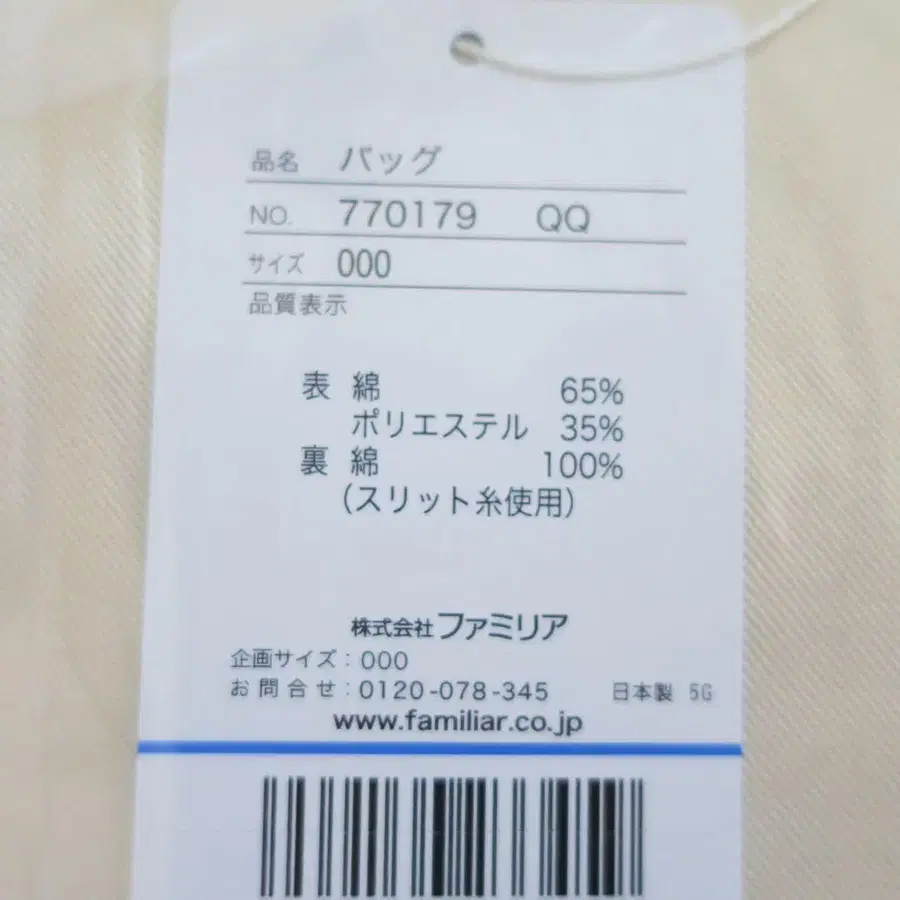 品名 バッグ
NO. 770179 QQ
サイズ 000
品質表示
表 綿 65%
ポリエステル 35%
裏 綿 100%
(スリット糸使用)
株式会社ファミリア
企画サイズ：000
お問合せ：0120-078-345 日本製 5G
www.familiar.co.jp